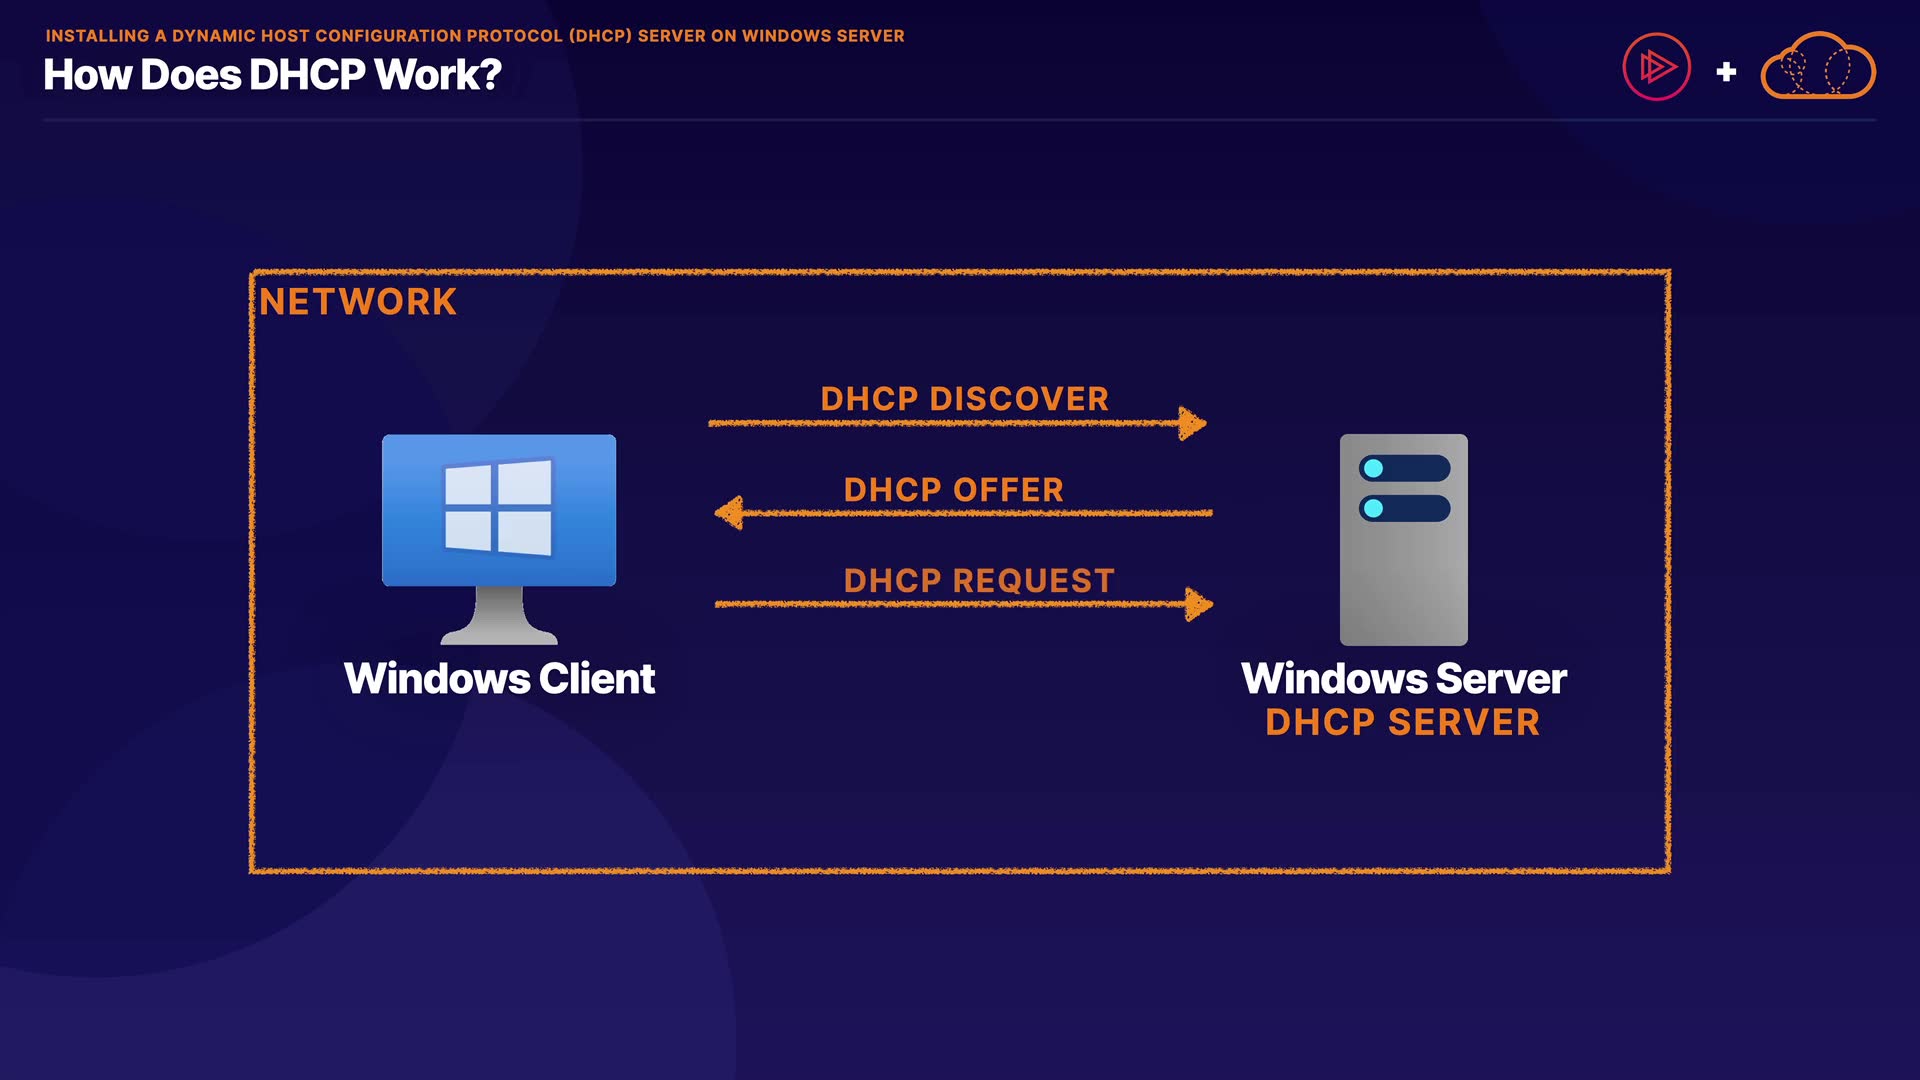 INSTALLING A DYNAMIC HOST CONFIGURATION PROTOCOL (DHCP) SERVER ON WINDOWS SERVER
How Does DHCP Work?
NETWORK
DHCP DISCOVER
DHCP OFFER
DHCP REQUEST
Windows Client
Windows Server
DHCP SERVER